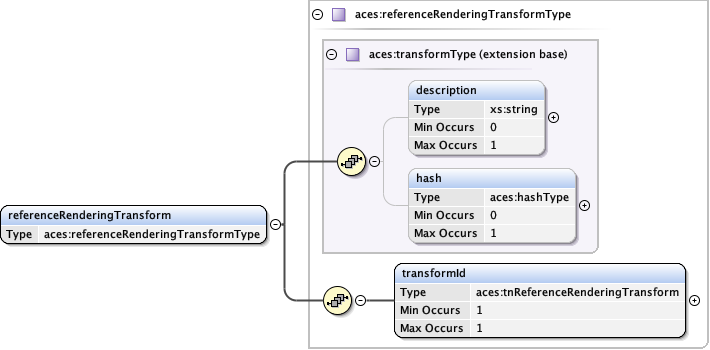 aces:referenceRenderingTransformType
aces:transformType (extension base)
description
Type xs:string
Min Occurs 0
Max Occurs 1
hash
Type aces:hashType
Min Occurs 0
Max Occurs 1
referenceRenderingTransform
Type aces:referenceRenderingTransformType
transformId
Type aces:tnReferenceRenderingTransform
Min Occurs 1
Max Occurs 1